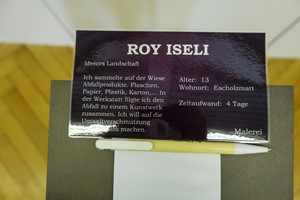 ROY ISELI
Meeres Landschaft
Ich sammelte auf der Wiese
Abfallprodukte. Flaschen,
Papier, Plastik, Karton,... In
der Werkstatt fügte ich den
Abfall zu einem Kunstwerk
zusammen. Ich will auf die
Umweltverschmutzung
machen.
Alter: 13
Wohnort: Escholzmatt
Zeitaufwand: 4 Tage
Malerei